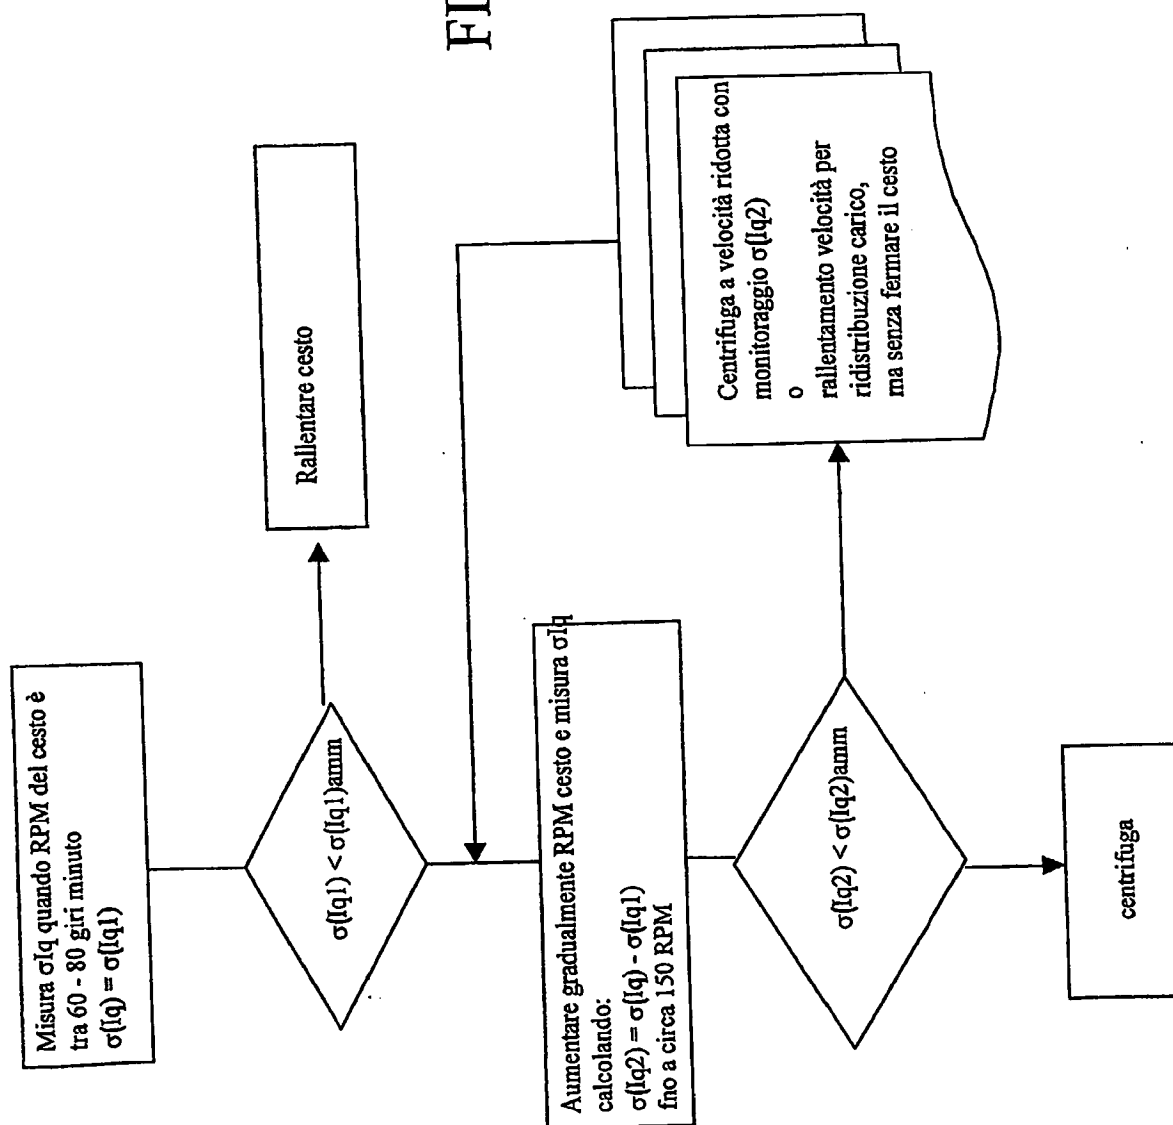 Misura σIq quando RPM del cesto è
tra 60 - 80 giri minuto
σ(Iq) = σ(Iq1)
σ(Iq1) < σ(Iq1)amm
Rallentare cesto
Aumentare gradualmente RPM cesto e misura σIq
calcolando:
σ(Iq2) = σ(Iq) - σ(Iq1)
fno a circa 150 RPM
σ(Iq2) < σ(Iq2)amm
Centrifuga a velocità ridotta con
monitoraggio σ(Iq2)
o
rallentamento velocità per
ridistribuzione carico,
ma senza fermare il cesto
centrifuga